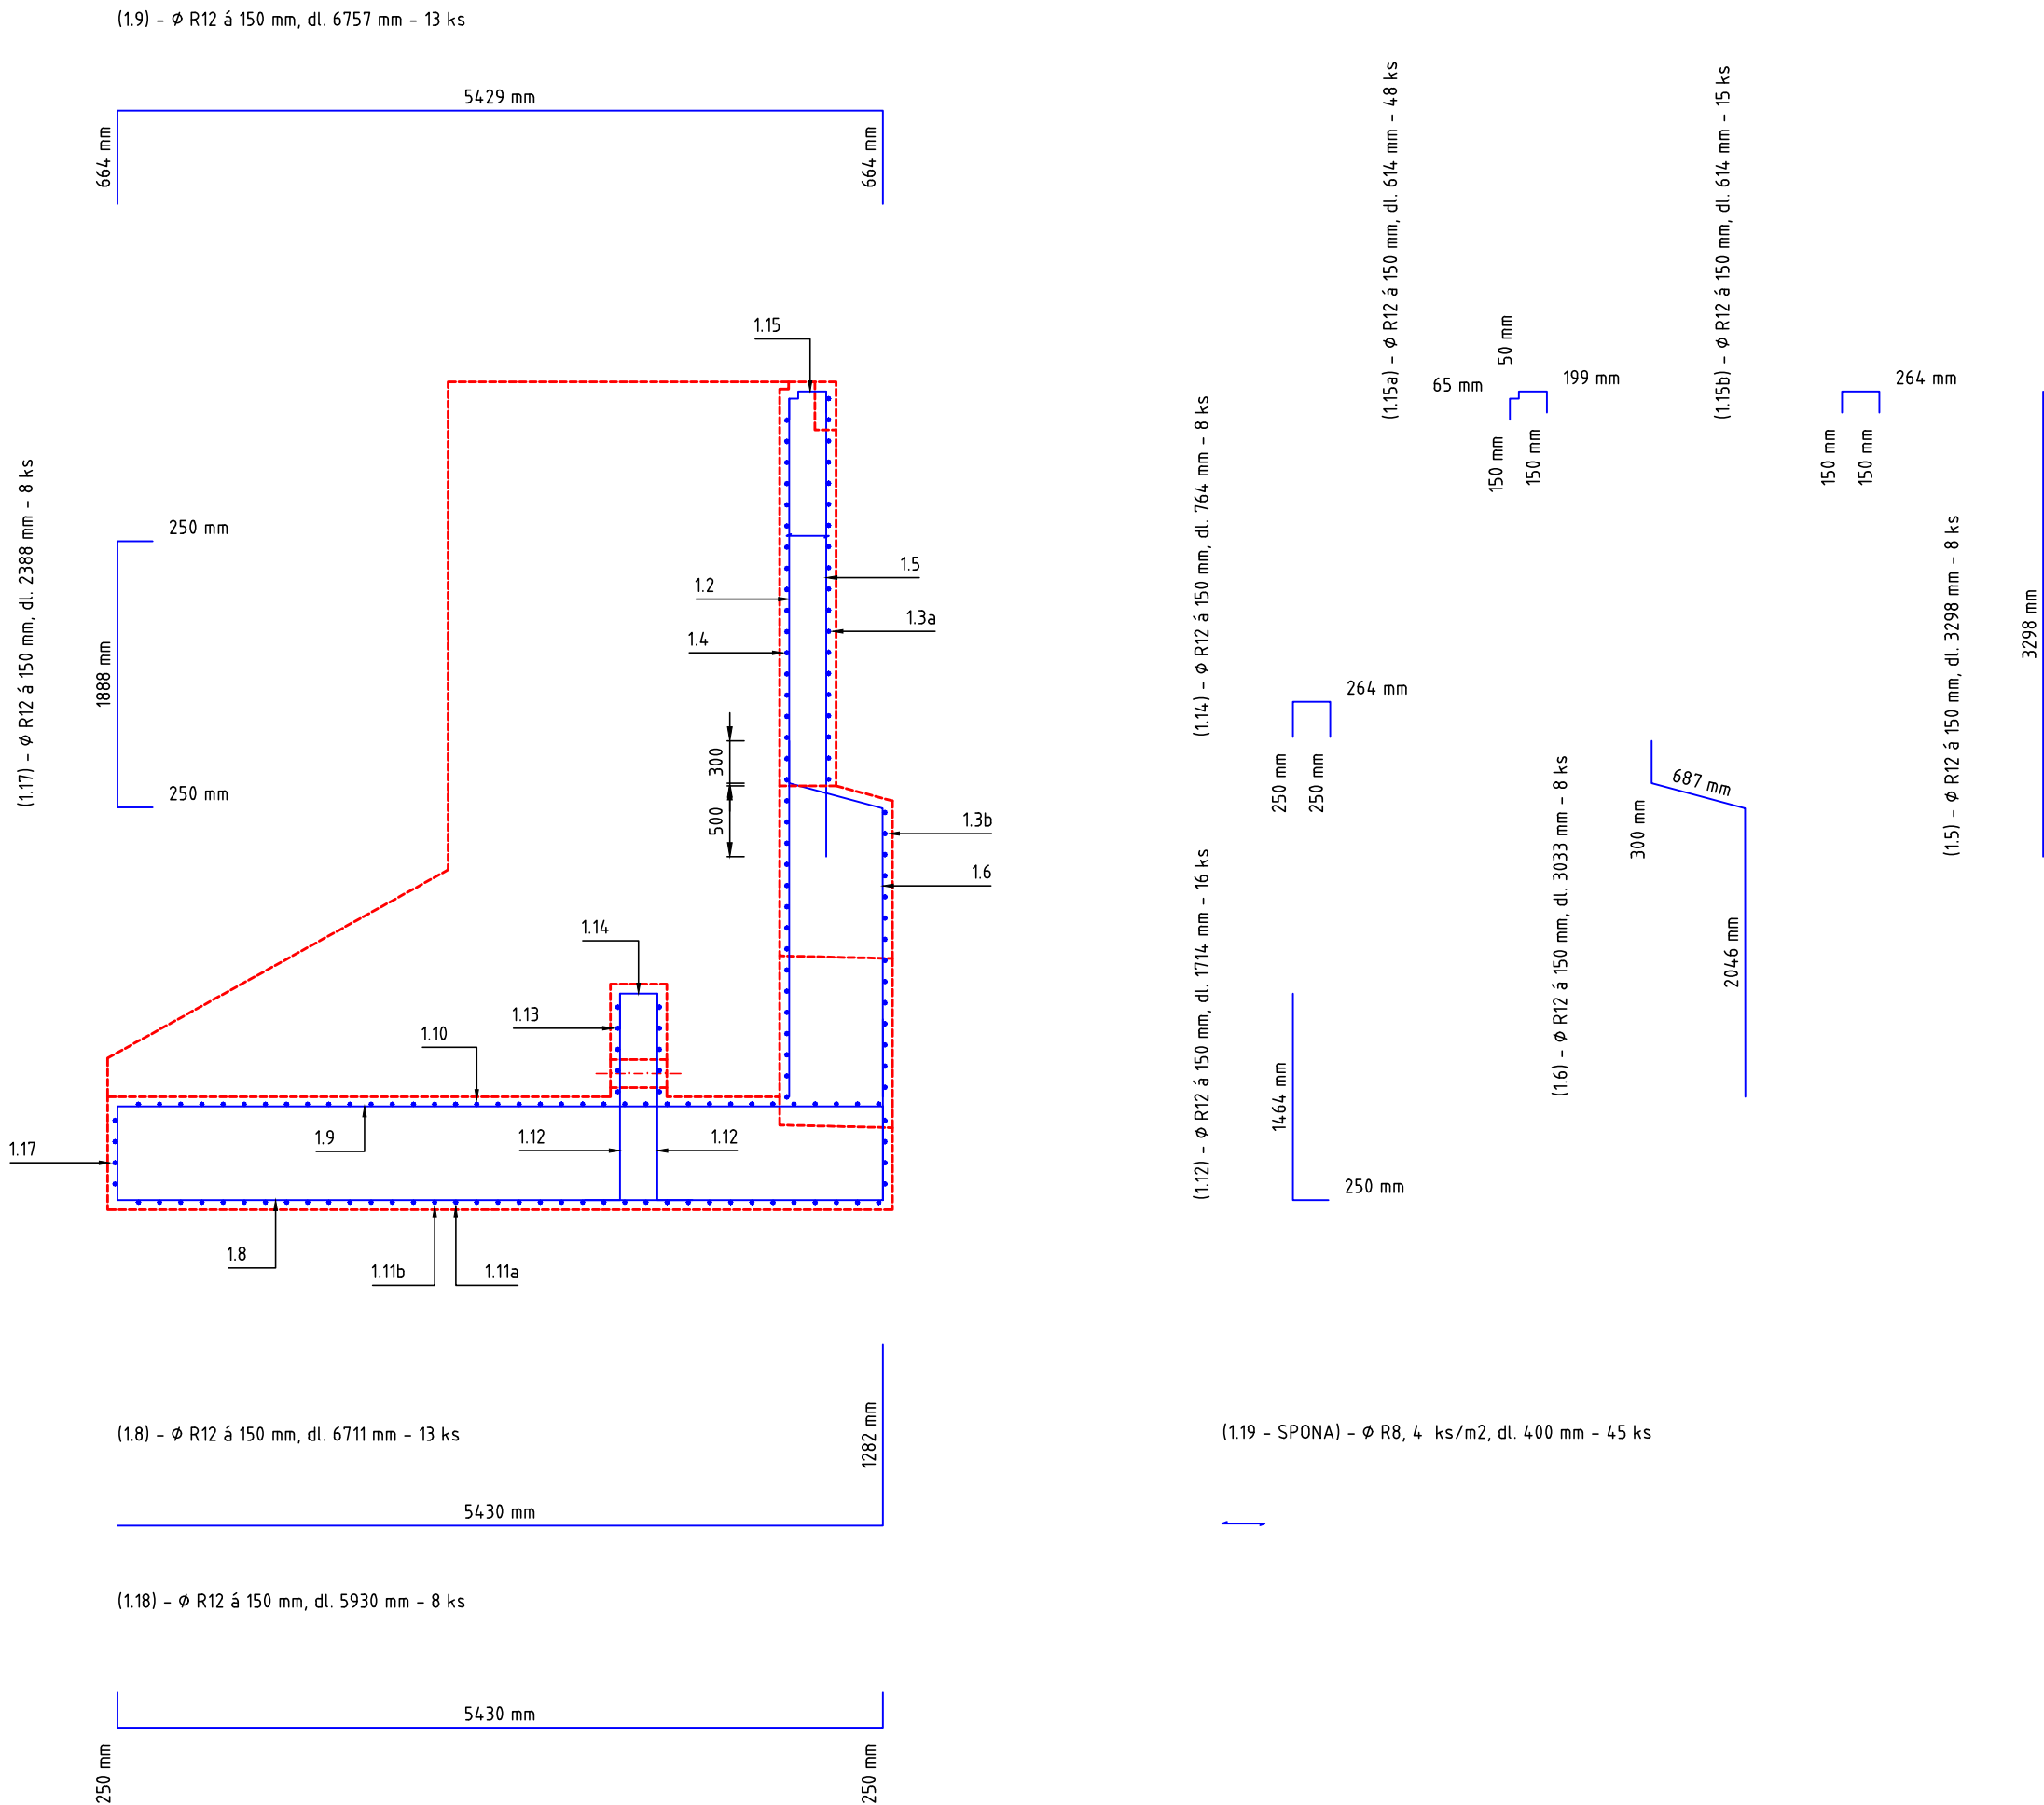 (1.9) - Ø R12 á 150 mm, dl. 6757 mm - 13 ks
5429 mm
664 mm
664 mm
(1.17) - Ø R12 á 150 mm, dl. 2388 mm - 8 ks
250 mm
1888 mm
250 mm
1.15
1.2
1.4
1.5
1.3a
300
500
1.3b
1.6
1.14
1.13
1.10
1.9
1.12
1.12
1.17
1.8
1.11b
1.11a
(1.15a) - Ø R12 á 150 mm, dl. 614 mm - 48 ks
50 mm
65 mm
199 mm
150 mm
150 mm
(1.15b) - Ø R12 á 150 mm, dl. 614 mm - 15 ks
264 mm
150 mm
150 mm
(1.14) - Ø R12 á 150 mm, dl. 764 mm - 8 ks
264 mm
250 mm
250 mm
(1.5) - Ø R12 á 150 mm, dl. 3298 mm - 8 ks
3298 mm
(1.6) - Ø R12 á 150 mm, dl. 3033 mm - 8 ks
687 mm
300 mm
2046 mm
(1.12) - Ø R12 á 150 mm, dl. 1714 mm - 16 ks
1464 mm
250 mm
(1.8) - Ø R12 á 150 mm, dl. 6711 mm - 13 ks
1282 mm
5430 mm
(1.19 - SPONA) - Ø R8, 4 ks/m2, dl. 400 mm - 45 ks
(1.18) - Ø R12 á 150 mm, dl. 5930 mm - 8 ks
5430 mm
250 mm
250 mm